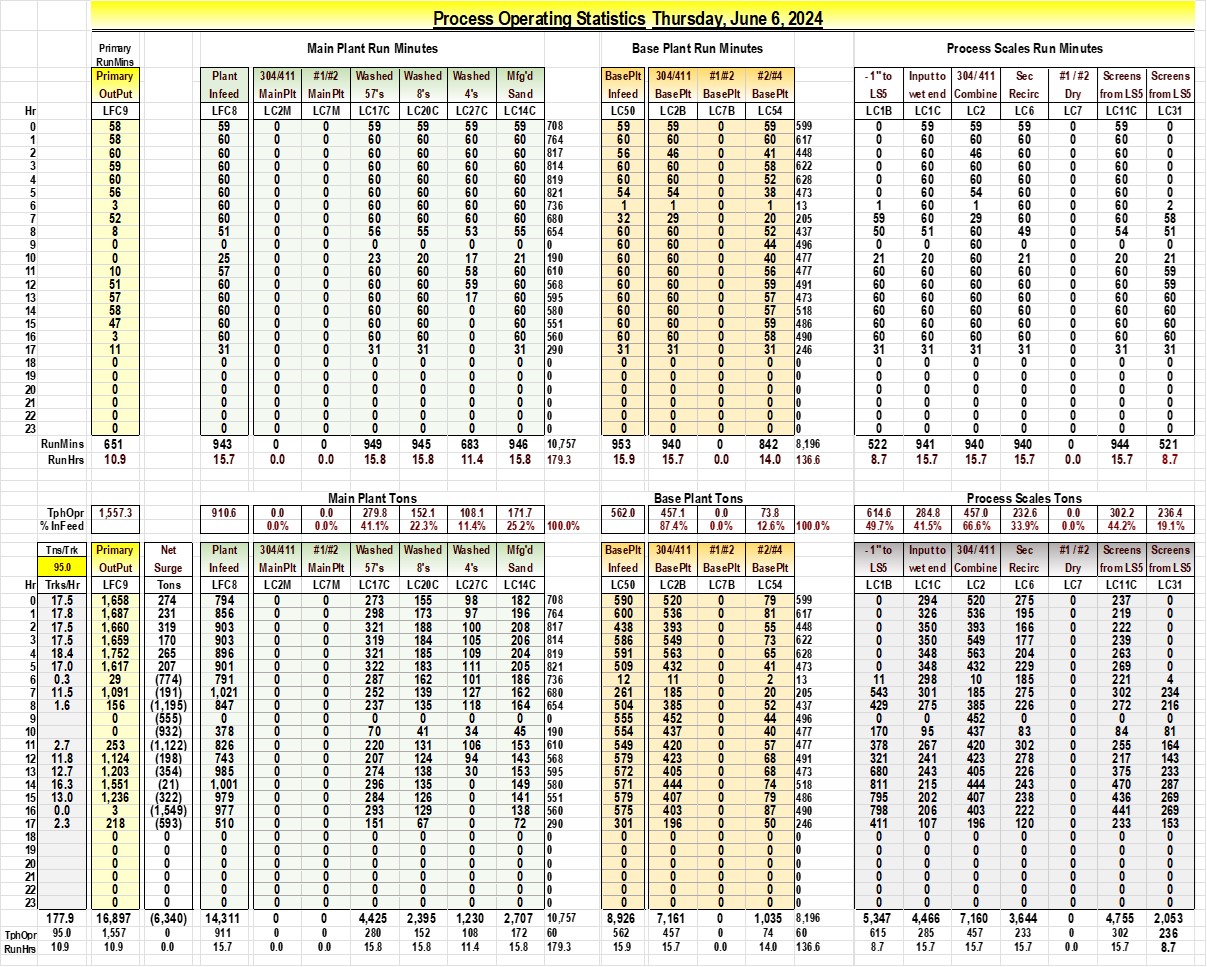 Process Operating Statistics Thursday, June 6, 2024
Primary Main Plant Run Minutes Base Plant Run Minutes Process Scales Run Minutes
RunMins
Primary Plant 304/411 #1/#2 Washed Washed Washed Mfg'd BasePlt 304/411 #1/#2 #2/#4 -1" to Input to 304/411 Sec #1/#2 Screens Screens
OutPut Infeed MainPlt MainPlt 57's 8's 4's Sand Infeed BasePlt BasePlt BasePlt LS5 wet end Combine Recirc Dry from LS5 from LS5
Hr LFC9 LFC8 LC2M LC7M LC17C LC20C LC27C LC14C LC50 LC2B LC7B LC54 LC1B LC1C LC2 LC6 LC7 LC11C LC31
0 58 59 0 0 59 59 59 59 708 59 59 0 59 599 0 59 59 59 0 59 0
1 58 60 0 0 60 60 60 60 764 60 60 0 60 617 0 60 60 60 0 60 0
2 60 60 0 0 60 60 60 60 817 56 46 0 41 448 0 60 46 60 0 60 0
3 59 60 0 0 60 60 60 60 814 60 60 0 58 622 0 60 60 60 0 60 0
4 60 60 0 0 60 60 60 60 819 60 60 0 52 628 0 60 60 60 0 60 0
5 56 60 0 0 60 60 60 60 821 54 54 0 38 473 0 60 54 60 0 60 0
6 3 60 0 0 60 60 60 60 736 1 1 0 1 13 1 60 1 60 0 60 2
7 52 60 0 0 60 60 60 60 680 32 29 0 20 205 59 60 29 60 0 60 58
8 8 51 0 0 56 55 53 55 654 60 60 0 52 437 50 51 60 49 0 54 51
9 0 0 0 0 0 0 0 0 0 60 60 0 44 496 0 0 60 0 0 0 0
10 0 25 0 0 23 20 17 21 190 60 60 0 40 477 21 20 60 21 0 20 21
11 10 57 0 0 60 60 58 60 610 60 60 0 56 477 60 60 60 60 0 60 59
12 51 60 0 0 60 60 59 60 568 60 60 0 59 491 60 60 60 60 0 60 59
13 57 60 0 0 60 60 17 60 595 60 60 0 57 473 60 60 60 60 0 60 60
14 58 60 0 0 60 60 0 60 580 60 60 0 57 518 60 60 60 60 0 60 60
15 47 60 0 0 60 60 0 60 551 60 60 0 59 486 60 60 60 60 0 60 60
16 3 60 0 0 60 60 0 60 560 60 60 0 58 490 60 60 60 60 0 60 60
17 11 31 0 0 31 31 0 31 290 31 31 0 31 246 31 31 31 31 0 31 31
18 0 0 0 0 0 0 0 0 0 0 0 0 0 0 0 0 0 0 0 0 0
19 0 0 0 0 0 0 0 0 0 0 0 0 0 0 0 0 0 0 0 0 0
20 0 0 0 0 0 0 0 0 0 0 0 0 0 0 0 0 0 0 0 0 0
21 0 0 0 0 0 0 0 0 0 0 0 0 0 0 0 0 0 0 0 0 0
22 0 0 0 0 0 0 0 0 0 0 0 0 0 0 0 0 0 0 0 0 0
23 0 0 0 0 0 0 0 0 0 0 0 0 0 0 0 0 0 0 0 0 0
RunMins 651 943 0 0 949 945 683 946 10,757 953 940 0 842 8,196 522 941 940 940 0 944 521
RunHrs 10.9 15.7 0.0 0.0 15.8 15.8 11.4 15.8 179.3 15.9 15.7 0.0 14.0 136.6 8.7 15.7 15.7 15.7 0.0 15.7 8.7
Main Plant Tons Base Plant Tons Process Scales Tons
TphOpr 1,557.3 910.6 0.0 0.0 279.8 152.1 108.1 171.7 562.0 457.1 0.0 73.8 614.6 284.8 457.0 232.6 0.0 302.2 236.4
% InFeed 0.0% 0.0% 41.1% 22.3% 11.4% 25.2% 100.0% 87.4% 0.0% 12.6% 100.0% 49.7% 41.5% 66.6% 33.9% 0.0% 44.2% 19.1%
Tns/Trk Primary Net Plant 304/411 #1/#2 Washed Washed Washed Mfg'd BasePlt 304/411 #1/#2 #2/#4 -1" to Input to 304/411 Sec #1/#2 Screens Screens
95.0 OutPut Surge Infeed MainPlt MainPlt 57's 8's 4's Sand Infeed BasePlt BasePlt BasePlt LS5 wet end Combine Recirc Dry from LS5 from LS5
Hr Trks/Hr LFC9 Tons LFC8 LC2M LC7M LC17C LC20C LC27C LC14C LC50 LC2B LC7B LC54 LC1B LC1C LC2 LC6 LC7 LC11C LC31
0 17.5 1,658 274 794 0 0 273 155 98 182 708 590 520 0 79 599 0 294 520 275 0 237 0
1 17.8 1,687 231 856 0 0 298 173 97 196 764 600 536 0 81 617 0 326 536 195 0 219 0
2 17.5 1,660 319 903 0 0 321 188 100 208 817 438 393 0 55 448 0 350 393 166 0 222 0
3 17.5 1,659 170 903 0 0 319 184 105 206 814 586 549 0 73 622 0 350 549 177 0 239 0
4 18.4 1,752 265 896 0 0 321 185 109 204 819 591 563 0 65 628 0 348 563 204 0 263 0
5 17.0 1,617 207 901 0 0 322 183 111 205 821 509 432 0 41 473 0 348 432 229 0 269 0
6 0.3 29 (774) 791 0 0 287 162 101 186 736 12 11 0 2 13 11 298 10 185 0 221 4
7 11.5 1,091 (191) 1,021 0 0 252 139 127 162 680 261 185 0 20 205 543 301 185 275 0 302 234
8 1.6 156 (1,195) 847 0 0 237 135 118 164 654 504 385 0 52 437 429 275 385 226 0 272 216
9 0 (555) 0 0 0 0 0 0 0 0 555 452 0 44 496 0 0 452 0 0 0 0
10 0 (932) 378 0 0 70 41 34 45 190 554 437 0 40 477 170 95 437 83 0 84 81
11 2.7 253 (1,122) 826 0 0 220 131 106 153 610 549 420 0 57 477 378 267 420 302 0 255 164
12 11.8 1,124 (198) 743 0 0 207 124 94 143 568 579 423 0 68 491 321 241 423 278 0 217 143
13 12.7 1,203 (354) 985 0 0 274 138 30 153 595 572 405 0 68 473 680 243 405 226 0 375 233
14 16.3 1,551 (21) 1,001 0 0 296 135 0 149 580 571 444 0 74 518 811 215 444 243 0 470 287
15 13.0 1,236 (322) 979 0 0 284 126 0 141 551 579 407 0 79 486 795 202 407 238 0 436 269
16 0.0 3 (1,549) 977 0 0 293 129 0 138 560 575 403 0 87 490 798 206 403 222 0 441 269
17 2.3 218 (593) 510 0 0 151 67 0 72 290 301 196 0 50 246 411 107 196 120 0 233 153
18 0 0 0 0 0 0 0 0 0 0 0 0 0 0 0 0 0 0 0 0 0 0
19 0 0 0 0 0 0 0 0 0 0 0 0 0 0 0 0 0 0 0 0 0 0
20 0 0 0 0 0 0 0 0 0 0 0 0 0 0 0 0 0 0 0 0 0 0
21 0 0 0 0 0 0 0 0 0 0 0 0 0 0 0 0 0 0 0 0 0 0
22 0 0 0 0 0 0 0 0 0 0 0 0 0 0 0 0 0 0 0 0 0 0
23 0 0 0 0 0 0 0 0 0 0 0 0 0 0 0 0 0 0 0 0 0 0
177.9 16,897 (6,340) 14,311 0 0 4,425 2,395 1,230 2,707 10,757 8,926 7,161 0 1,035 8,196 5,347 4,466 7,160 3,644 0 4,755 2,053
TphOpr 95.0 1,557 0 911 0 0 280 152 108 172 60 562 457 0 74 60 615 285 457 233 0 302 236
RunHrs 10.9 10.9 0.0 15.7 0.0 0.0 15.8 15.8 11.4 15.8 179.3 15.9 15.7 0.0 14.0 136.6 8.7 15.7 15.7 15.7 0.0 15.7 8.7